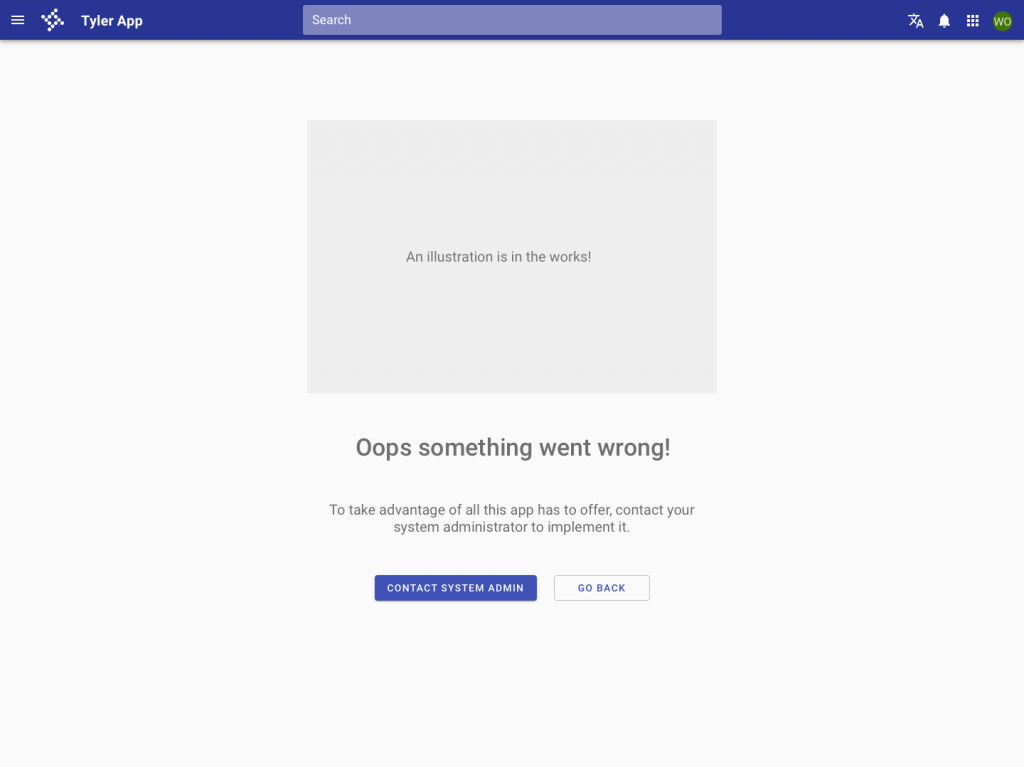 Tyler App
Search
WO
An illustration is in the works!
Oops something went wrong!
To take advantage of all this app has to offer, contact your
system administrator to implement it.
CONTACT SYSTEM ADMIN
GO BACK